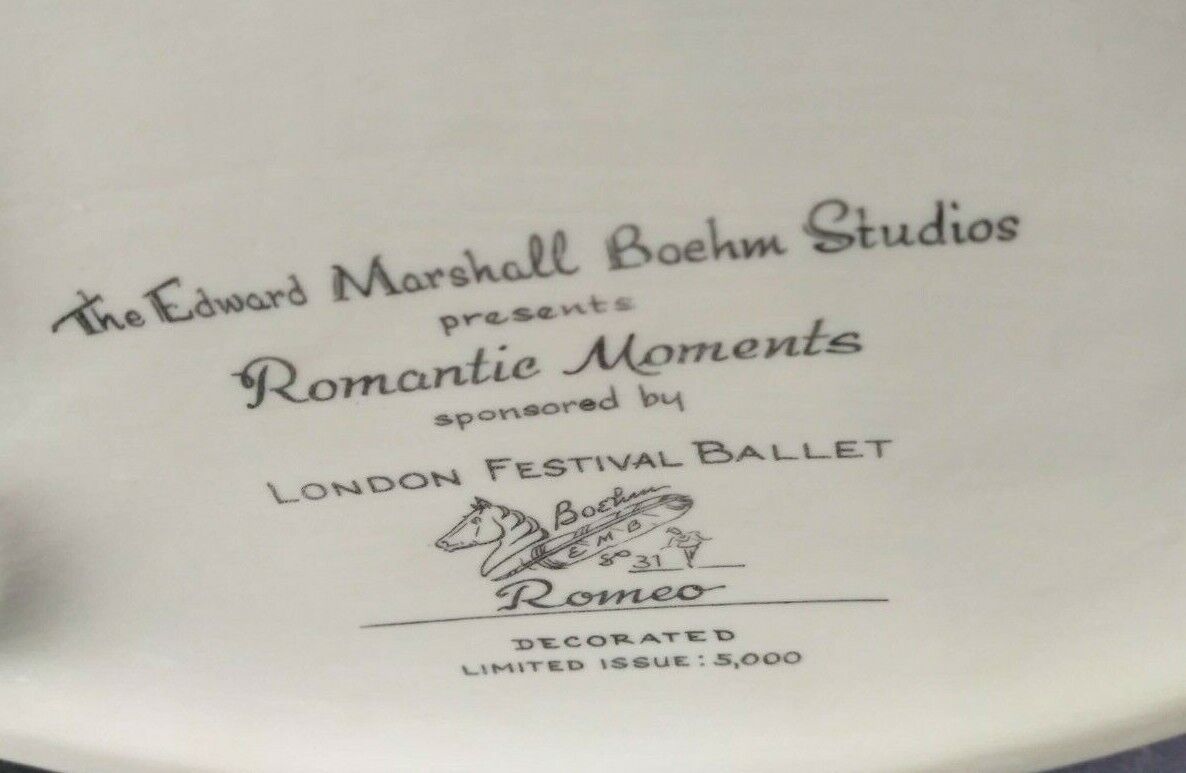 The Edward Marshall Boehm Studios
presents
Romantic Moments
sponsored by
LONDON FESTIVAL BALLET
Boehm
E M B
80 31
Romeo
DECORATED
LIMITED ISSUE: 5,000